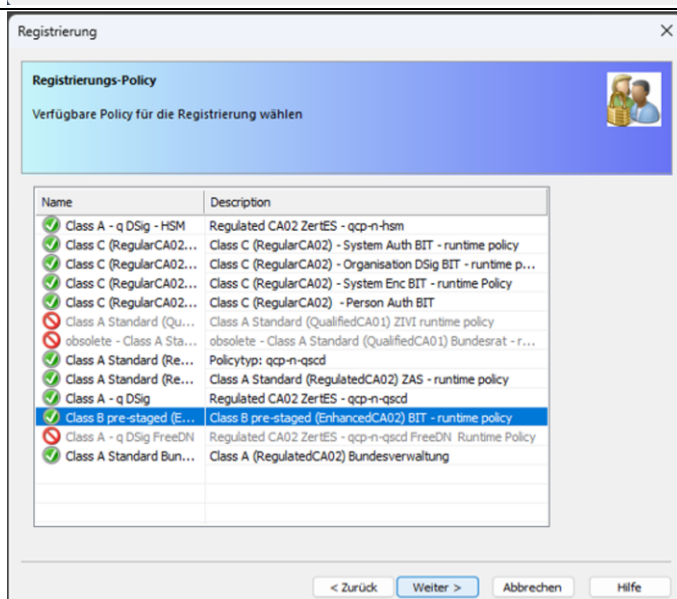 Registrierung
Registrierungs-Policy
Verfügbare Policy für die Registrierung wählen
Name Description
Class A - q DSig - HSM Regulated CA02 ZertES - qcp-n-hsm
Class C (RegularCA02... Class C (RegularCA02) - System Auth BIT - runtime policy
Class C (RegularCA02... Class C (RegularCA02) - Organisation DSig BIT - runtime p...
Class C (RegularCA02... Class C (RegularCA02) - System Enc BIT - runtime Policy
Class C (RegularCA02... Class C (RegularCA02) - Person Auth BIT
Class A Standard (Qu... Class A Standard (QualifiedCA01) ZIVI runtime policy
obsolete - Class A Sta... obsolete - Class A Standard (QualifiedCA01) Bundesrat - r...
Class A Standard (Re... Policytyp: qcp-n-qscd
Class A Standard (Re... Class A Standard (RegulatedCA02) ZAS - runtime policy
Class A - q DSig Regulated CA02 ZertES - qcp-n-qscd
Class B pre-staged (E... Class B pre-staged (EnhancedCA02) BIT - runtime policy
Class A - q DSig FreeDN Regulated CA02 ZertES - qcp-n-qscd FreeDN Runtime Policy
Class A Standard Bun... Class A (RegulatedCA02) Bundesverwaltung
< Zurück Weiter > Abbrechen Hilfe